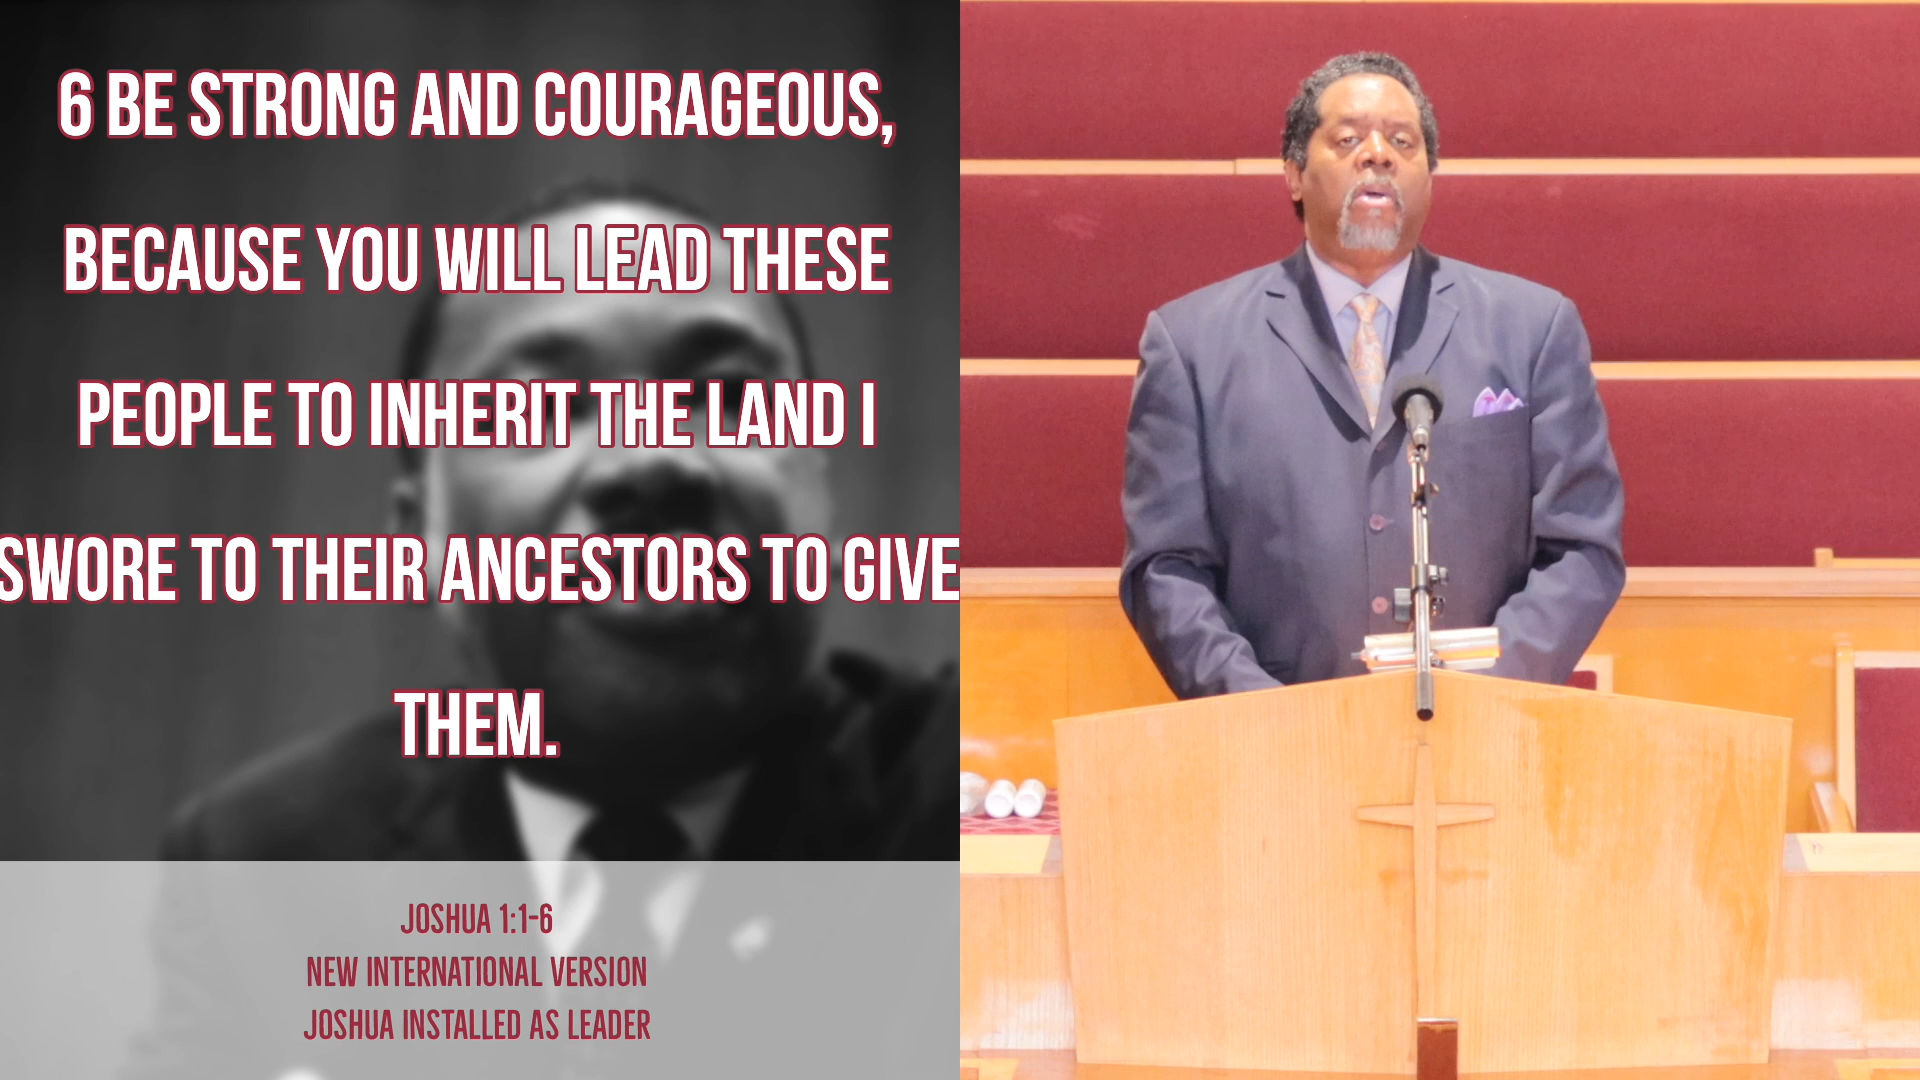 6 BE STRONG AND COURAGEOUS,
BECAUSE YOU WILL LEAD THESE
PEOPLE TO INHERIT THE LAND I
SWORE TO THEIR ANCESTORS TO GIVE
THEM.
JOSHUA 1:1-6
NEW INTERNATIONAL VERSION
JOSHUA INSTALLED AS LEADER